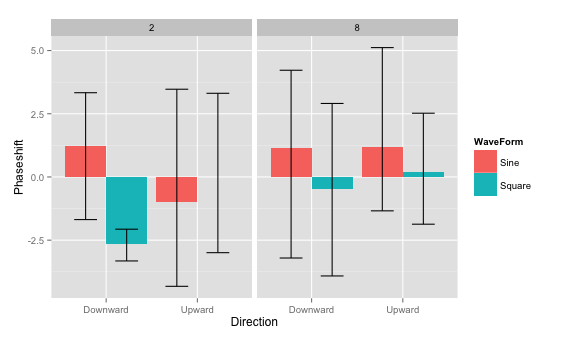 2
8
5.0
2.5
0.0
-2.5
Phaseshift
Downward
Upward
Downward
Upward
Direction
WaveForm
Sine
Square